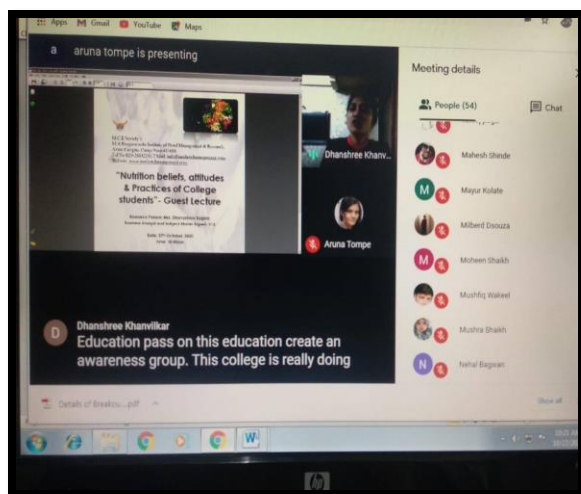 Apps Gmail YouTube Maps
a aruna tompe is presenting
Meeting details
People (54) Chat
Mahesh Shinde
Mayur Kolate
Milberd Dsouza
Moheen Shaikh
Mushfiq Wakeel
Mushra Shaikh
Nehal Bagwan
Show all
"Nutrition beliefs, attitudes
& Practices of College
students"- Guest Lecture
Dhanshree Khanv...
Aruna Tompe
D Dhanshree Khanvilkar
Education pass on this education create an
awareness group. This college is really doing
Details of Breakou....pdf
hp